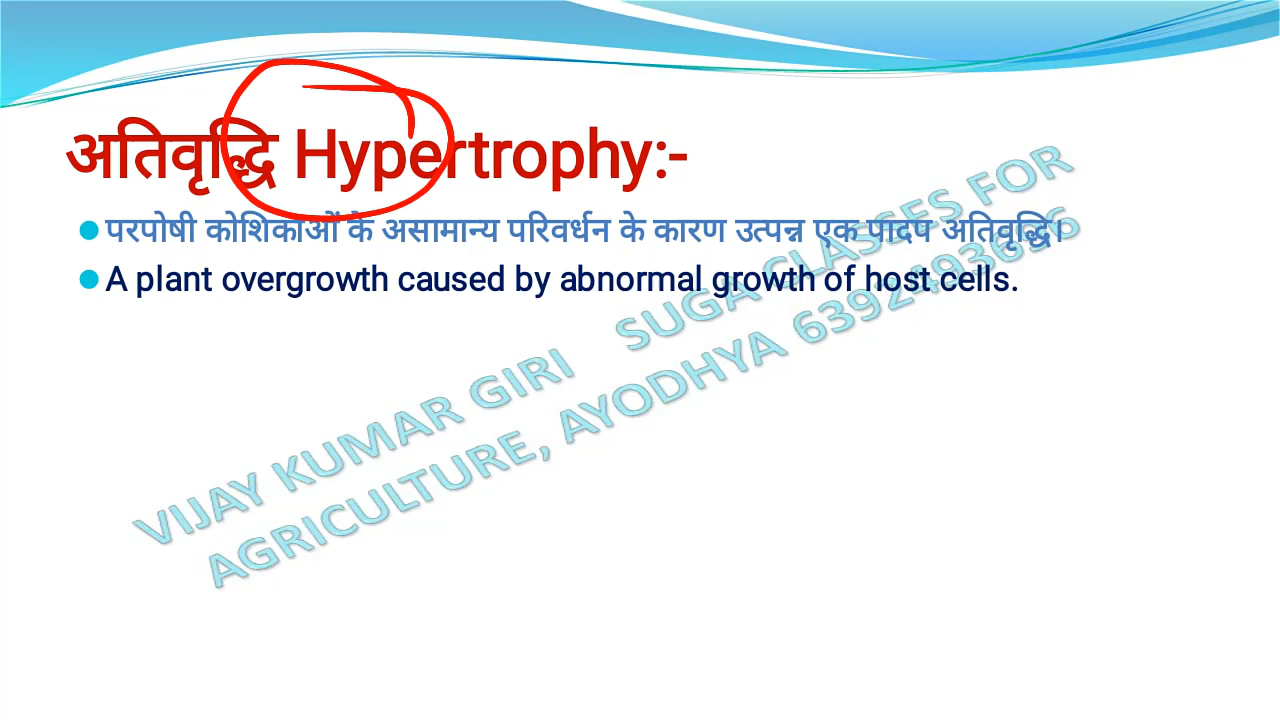 अतिवृद्धि Hypertrophy:-
परपोषी कोशिकाओं के असामान्य परिवर्धन के कारण उत्पन्न एक पादप अतिवृद्धि।
A plant overgrowth caused by abnormal growth of host cells.
VIJAY KUMAR GIRI SUGA CLASSES FOR
AGRICULTURE, AYODHYA 6392493696